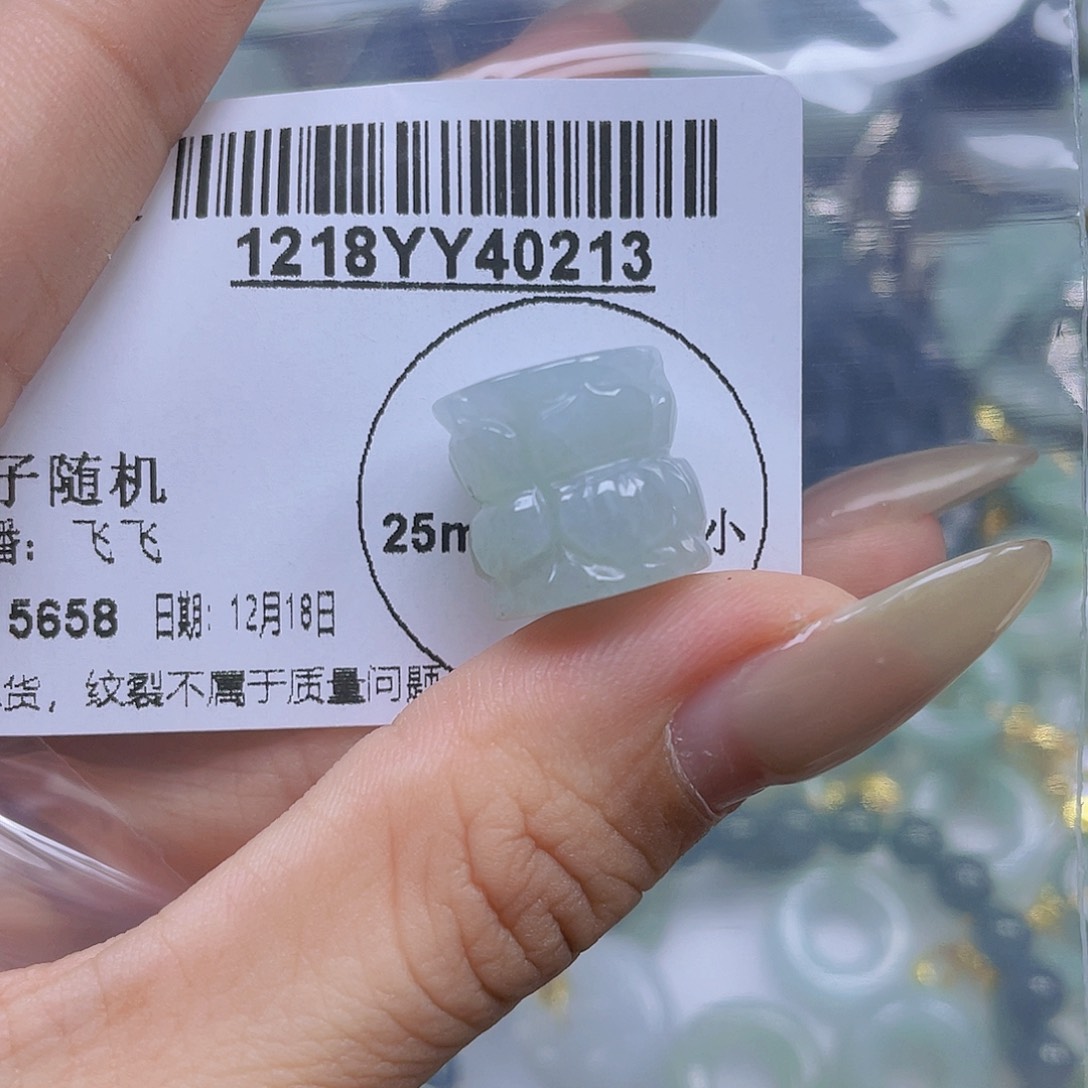 1218YY40213
子随机
播：飞飞
25m 小
5658 日期：12月18日
货，纹裂不属于质量问题